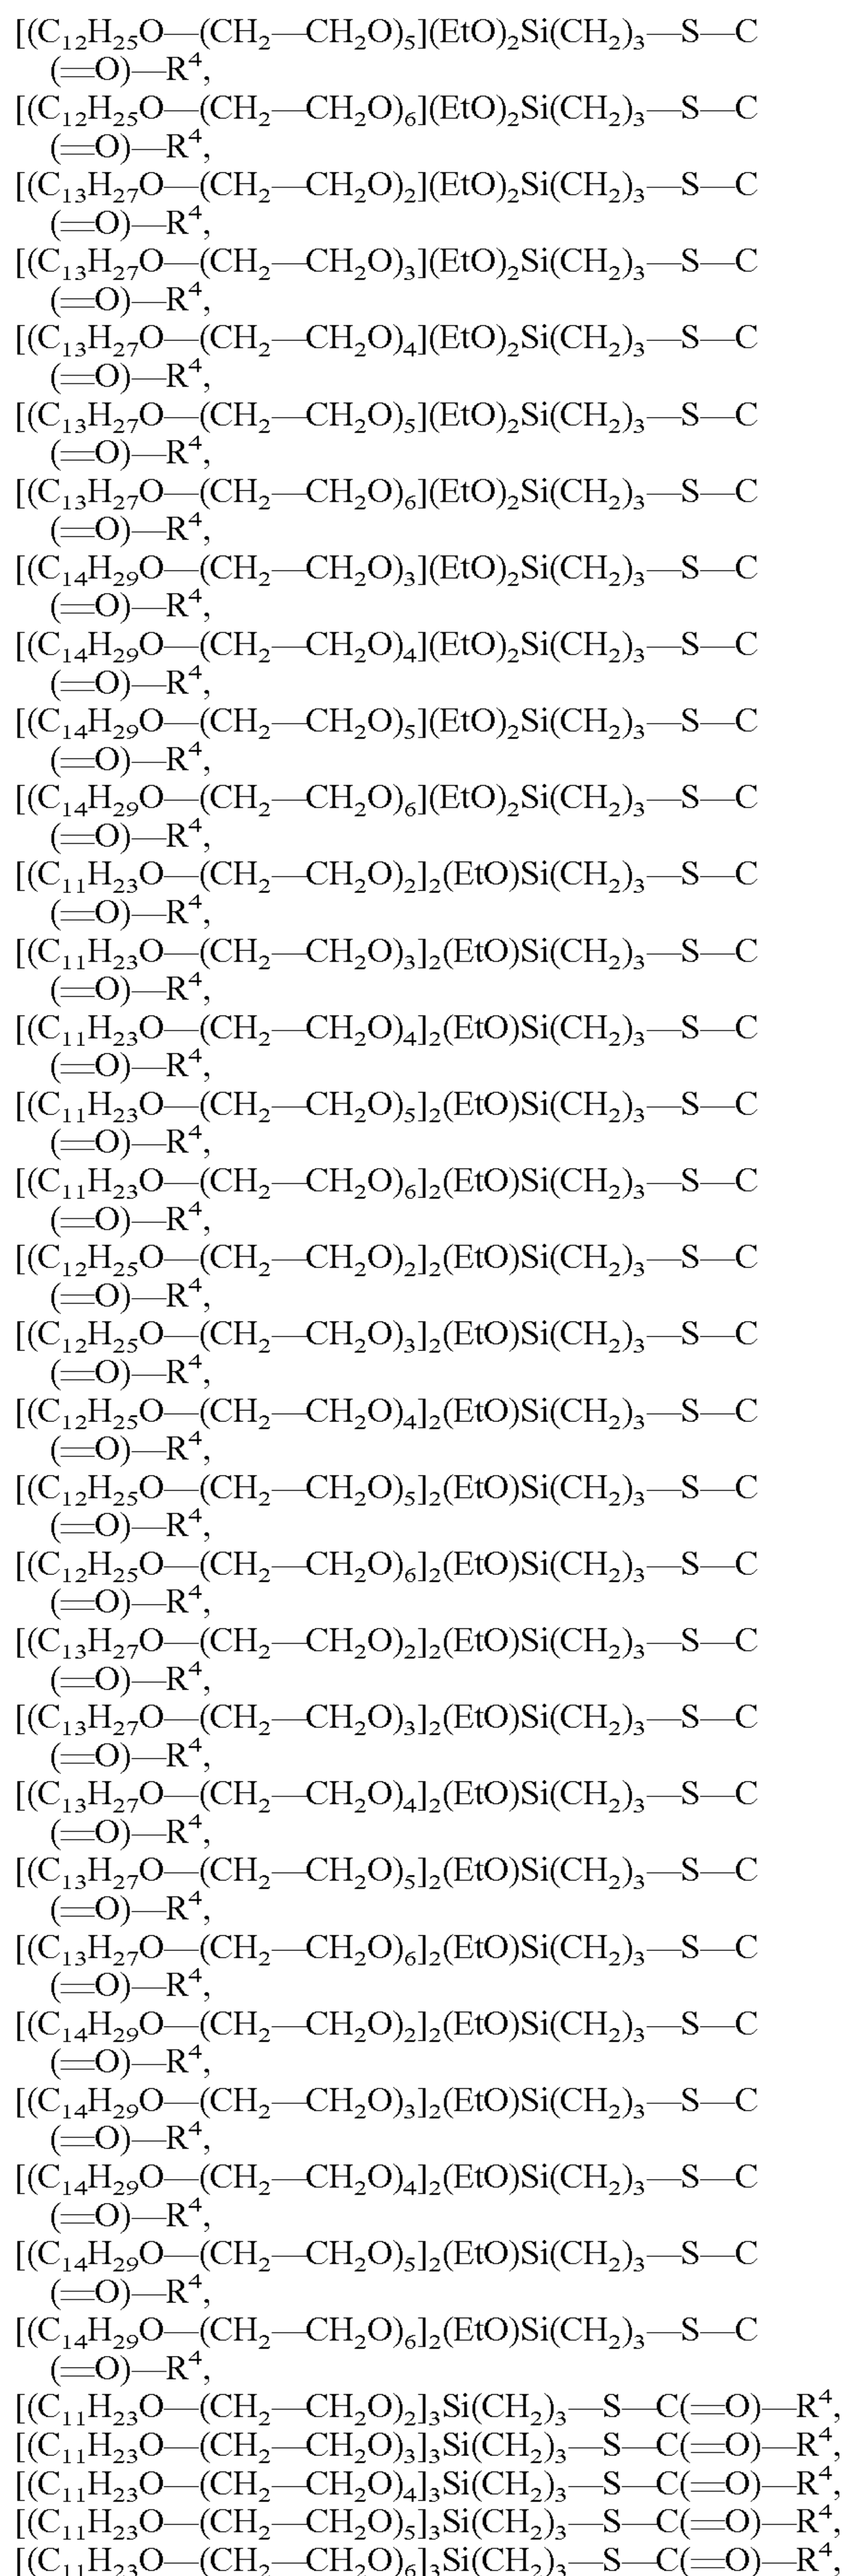 [(C₁₂H₂₅O—(CH₂—CH₂O)₅](EtO)₂Si(CH₂)₃—S—C
(=O)—R⁴,
[(C₁₂H₂₅O—(CH₂—CH₂O)₆](EtO)₂Si(CH₂)₃—S—C
(=O)—R⁴,
[(C₁₃H₂₇O—(CH₂—CH₂O)₂](EtO)₂Si(CH₂)₃—S—C
(=O)—R⁴,
[(C₁₃H₂₇O—(CH₂—CH₂O)₃](EtO)₂Si(CH₂)₃—S—C
(=O)—R⁴,
[(C₁₃H₂₇O—(CH₂—CH₂O)₄](EtO)₂Si(CH₂)₃—S—C
(=O)—R⁴,
[(C₁₃H₂₇O—(CH₂—CH₂O)₅](EtO)₂Si(CH₂)₃—S—C
(=O)—R⁴,
[(C₁₃H₂₇O—(CH₂—CH₂O)₆](EtO)₂Si(CH₂)₃—S—C
(=O)—R⁴,
[(C₁₄H₂₉O—(CH₂—CH₂O)₃](EtO)₂Si(CH₂)₃—S—C
(=O)—R⁴,
[(C₁₄H₂₉O—(CH₂—CH₂O)₄](EtO)₂Si(CH₂)₃—S—C
(=O)—R⁴,
[(C₁₄H₂₉O—(CH₂—CH₂O)₅](EtO)₂Si(CH₂)₃—S—C
(=O)—R⁴,
[(C₁₄H₂₉O—(CH₂—CH₂O)₆](EtO)₂Si(CH₂)₃—S—C
(=O)—R⁴,
[(C₁₁H₂₃O—(CH₂—CH₂O)₂]₂(EtO)Si(CH₂)₃—S—C
(=O)—R⁴,
[(C₁₁H₂₃O—(CH₂—CH₂O)₃]₂(EtO)Si(CH₂)₃—S—C
(=O)—R⁴,
[(C₁₁H₂₃O—(CH₂—CH₂O)₄]₂(EtO)Si(CH₂)₃—S—C
(=O)—R⁴,
[(C₁₁H₂₃O—(CH₂—CH₂O)₅]₂(EtO)Si(CH₂)₃—S—C
(=O)—R⁴,
[(C₁₁H₂₃O—(CH₂—CH₂O)₆]₂(EtO)Si(CH₂)₃—S—C
(=O)—R⁴,
[(C₁₂H₂₅O—(CH₂—CH₂O)₂]₂(EtO)Si(CH₂)₃—S—C
(=O)—R⁴,
[(C₁₂H₂₅O—(CH₂—CH₂O)₃]₂(EtO)Si(CH₂)₃—S—C
(=O)—R⁴,
[(C₁₂H₂₅O—(CH₂—CH₂O)₄]₂(EtO)Si(CH₂)₃—S—C
(=O)—R⁴,
[(C₁₂H₂₅O—(CH₂—CH₂O)₅]₂(EtO)Si(CH₂)₃—S—C
(=O)—R⁴,
[(C₁₂H₂₅O—(CH₂—CH₂O)₆]₂(EtO)Si(CH₂)₃—S—C
(=O)—R⁴,
[(C₁₃H₂₇O—(CH₂—CH₂O)₂]₂(EtO)Si(CH₂)₃—S—C
(=O)—R⁴,
[(C₁₃H₂₇O—(CH₂—CH₂O)₃]₂(EtO)Si(CH₂)₃—S—C
(=O)—R⁴,
[(C₁₃H₂₇O—(CH₂—CH₂O)₄]₂(EtO)Si(CH₂)₃—S—C
(=O)—R⁴,
[(C₁₃H₂₇O—(CH₂—CH₂O)₅]₂(EtO)Si(CH₂)₃—S—C
(=O)—R⁴,
[(C₁₃H₂₇O—(CH₂—CH₂O)₆]₂(EtO)Si(CH₂)₃—S—C
(=O)—R⁴,
[(C₁₄H₂₉O—(CH₂—CH₂O)₂]₂(EtO)Si(CH₂)₃—S—C
(=O)—R⁴,
[(C₁₄H₂₉O—(CH₂—CH₂O)₃]₂(EtO)Si(CH₂)₃—S—C
(=O)—R⁴,
[(C₁₄H₂₉O—(CH₂—CH₂O)₄]₂(EtO)Si(CH₂)₃—S—C
(=O)—R⁴,
[(C₁₄H₂₉O—(CH₂—CH₂O)₅]₂(EtO)Si(CH₂)₃—S—C
(=O)—R⁴,
[(C₁₄H₂₉O—(CH₂—CH₂O)₆]₂(EtO)Si(CH₂)₃—S—C
(=O)—R⁴,
[(C₁₁H₂₃O—(CH₂—CH₂O)₂]₃Si(CH₂)₃—S—C(=O)—R⁴,
[(C₁₁H₂₃O—(CH₂—CH₂O)₃]₃Si(CH₂)₃—S—C(=O)—R⁴,
[(C₁₁H₂₃O—(CH₂—CH₂O)₄]₃Si(CH₂)₃—S—C(=O)—R⁴,
[(C₁₁H₂₃O—(CH₂—CH₂O)₅]₃Si(CH₂)₃—S—C(=O)—R⁴,
[(C₁₁H₂₃O—(CH₂—CH₂O)₆]₃Si(CH₂)₃—S—C(=O)—R⁴,